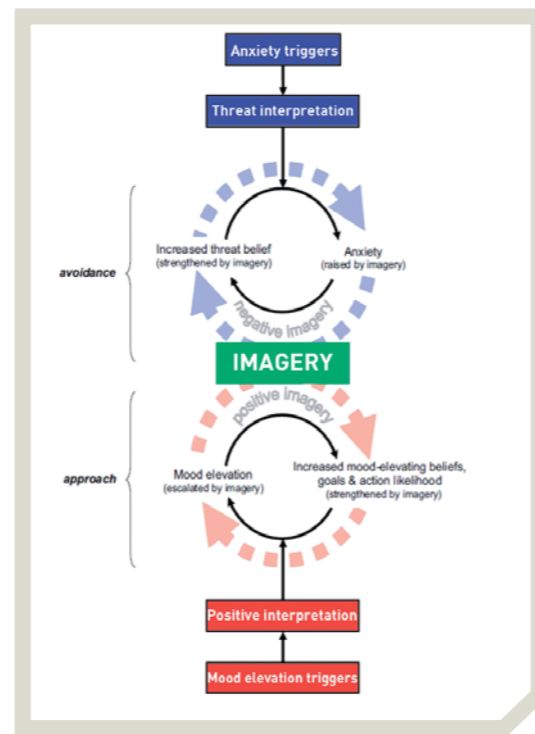 Anxiety triggers
Threat interpretation
Increased threat belief
(strengthened by imagery)
Anxiety
(raised by imagery)
avoidance
negative imagery
IMAGERY
positive imagery
approach
Mood elevation
(escalated by imagery)
Increased mood-elevating beliefs,
goals & action likelihood
(strengthened by imagery)
Positive interpretation
Mood elevation triggers